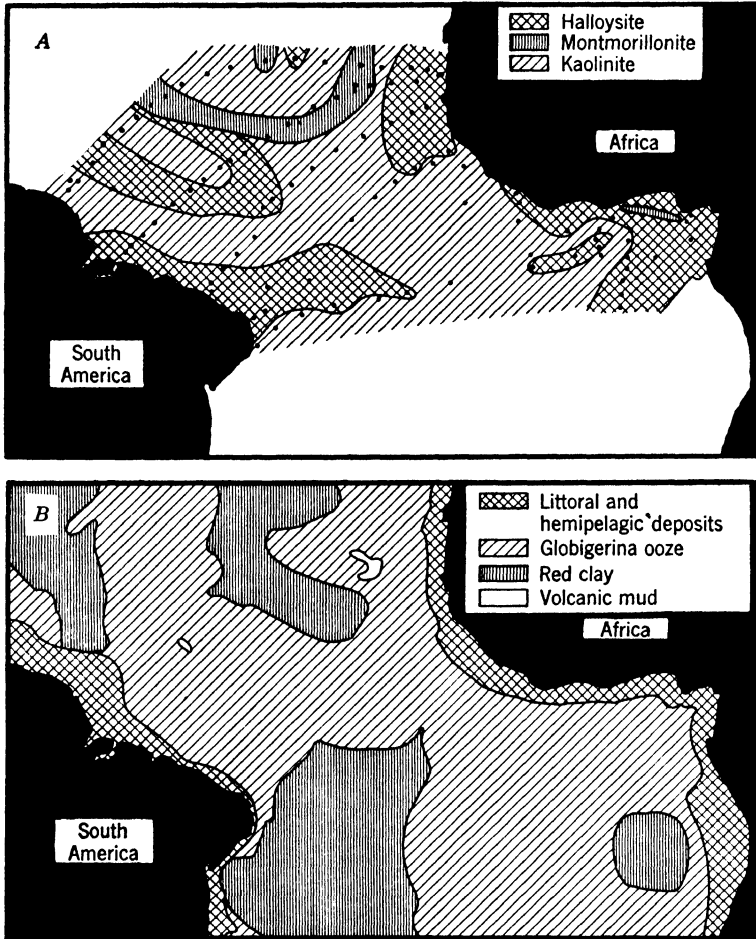 A
Halloysite
Montmorillonite
Kaolinite
Africa
South
America
B
Littoral and
hemipelagic deposits
Globigerina ooze
Red clay
Volcanic mud
Africa
South
America